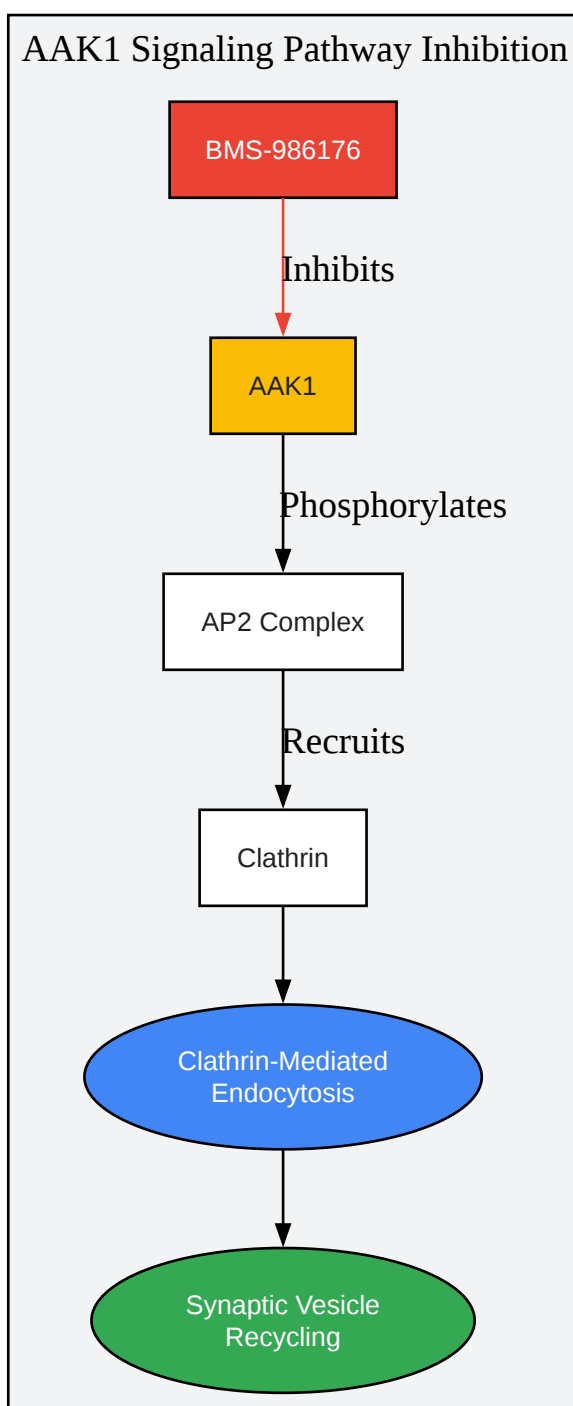 AAK1 Signaling Pathway Inhibition
BMS-986176
Inhibits
AAK1
Phosphorylates
AP2 Complex
Recruits
Clathrin
Clathrin-Mediated
Endocytosis
Synaptic Vesicle
Recycling